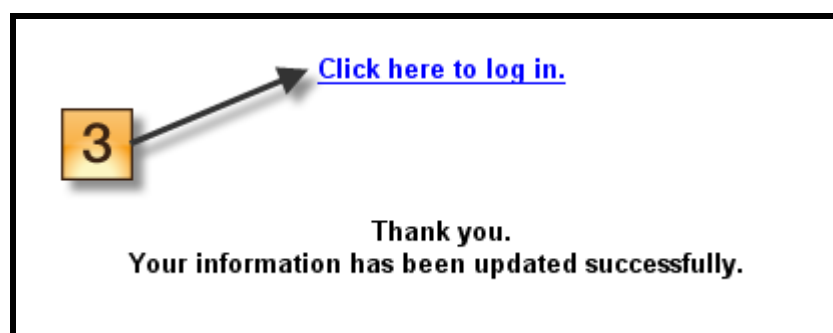 Click here to log in.
3
Thank you.
Your information has been updated successfully.